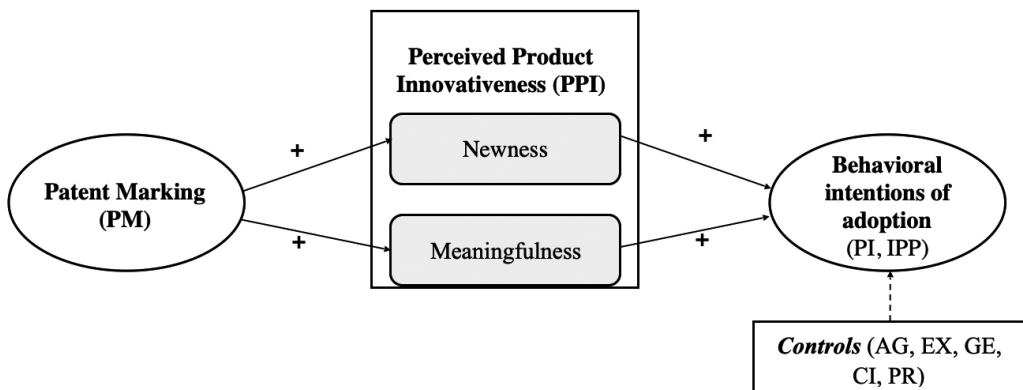 Perceived Product
Innovativeness (PPI)
+
Newness
+
Patent Marking
(PM)
Behavioral
intentions of
adoption
(PI, IPP)
+
Meaningfulness
+
Controls (AG, EX, GE,
CI, PR)